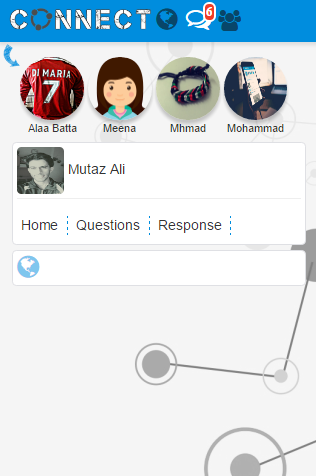 CONNECT
6
DI MARIA
7
Alaa Batta
Meena
Mhmad
Mohammad
Mutaz Ali
Home
Questions
Response